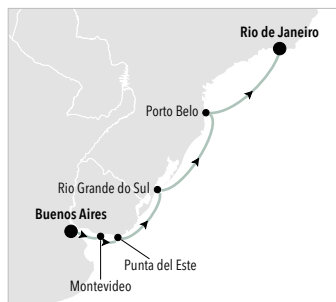 Rio de Janeiro
Porto Belo
Rio Grande do Sul
Buenos Aires
Punta del Este
Montevideo